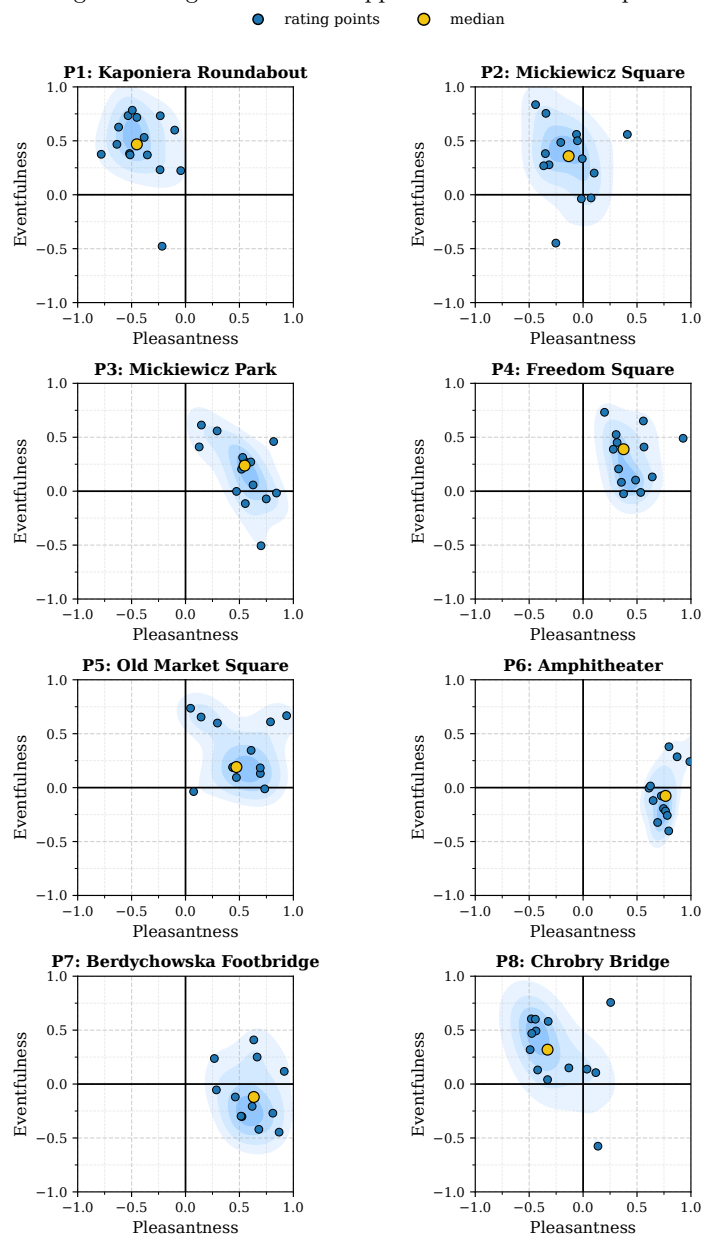 rating points median
P1: Kaponiera Roundabout P2: Mickiewicz Square
1.0 1.0
0.5 0.5
0.0 0.0
−0.5 −0.5
−1.0 −1.0
Eventfulness Eventfulness
−1.0 −0.5 0.0 0.5 1.0 −1.0 −0.5 0.0 0.5 1.0
Pleasantness Pleasantness
P3: Mickiewicz Park P4: Freedom Square
1.0 1.0
0.5 0.5
0.0 0.0
−0.5 −0.5
−1.0 −1.0
Eventfulness Eventfulness
−1.0 −0.5 0.0 0.5 1.0 −1.0 −0.5 0.0 0.5 1.0
Pleasantness Pleasantness
P5: Old Market Square P6: Amphitheater
1.0 1.0
0.5 0.5
0.0 0.0
−0.5 −0.5
−1.0 −1.0
Eventfulness Eventfulness
−1.0 −0.5 0.0 0.5 1.0 −1.0 −0.5 0.0 0.5 1.0
Pleasantness Pleasantness
P7: Berdychowska Footbridge P8: Chrobry Bridge
1.0 1.0
0.5 0.5
0.0 0.0
−0.5 −0.5
−1.0 −1.0
Eventfulness Eventfulness
−1.0 −0.5 0.0 0.5 1.0 −1.0 −0.5 0.0 0.5 1.0
Pleasantness Pleasantness